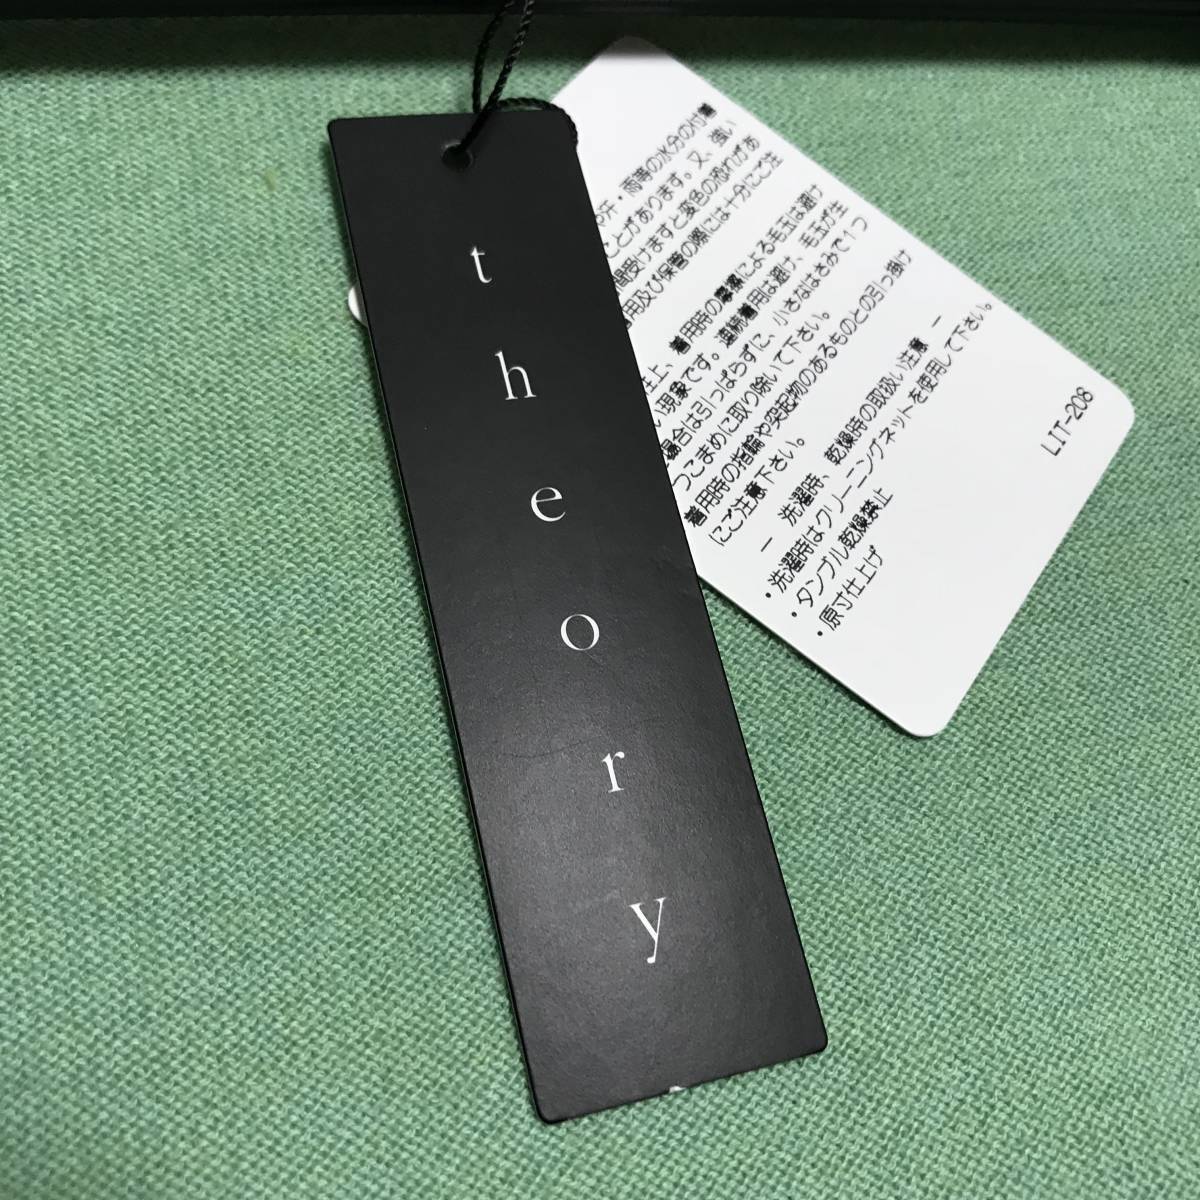 theory
や汗・雨等の水分の付着
ことがあります。又、強い
間受けますと変色の恐れがあ
用及び保管の際には十分にご注
仕上、着用時の摩擦による毛玉は避け
い現象です。連続着用は避け、毛玉が生
場合は引っぱらずに、小さなはさみで1つ
つこまめに取り除いて下さい。
着用時の指輪や突起物のあるものとの引っ掛け
にご注意下さい。
― 洗濯時、乾燥時の取扱い注意 ―
・洗濯時はクリーニングネットを使用して下さい。
・タンブル乾燥禁止
・原寸仕上げ
LIT-208